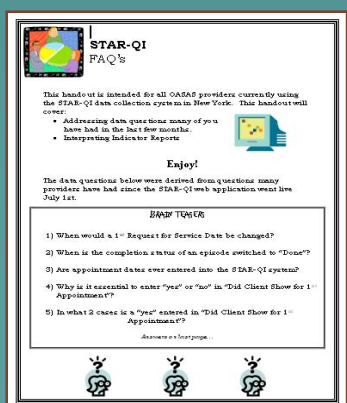 STAR-QI
FAQ's
This handout is intended for all OASAS providers currently using
the STAR-QI data collection system in New York. This handout will
cover:
• Addressing data questions many of you
have had in the last few months.
• Interpreting Indicator Reports
Enjoy!
The data questions below were derived from questions many
providers have had since the STAR-QI web application went live
July 1st.
BRAIN TEASERS
1) When would a 1st Request for Service Date be changed?
2) When is the completion status of an episode switched to "Done"?
3) Are appointment dates ever entered into the STAR-QI system?
4) Why is it essential to enter "yes" or "no" in "Did Client Show for 1st
Appointment"?
5) In what 2 cases is a "yes" entered in "Did Client Show for 1st
Appointment"?
Answers on last page...